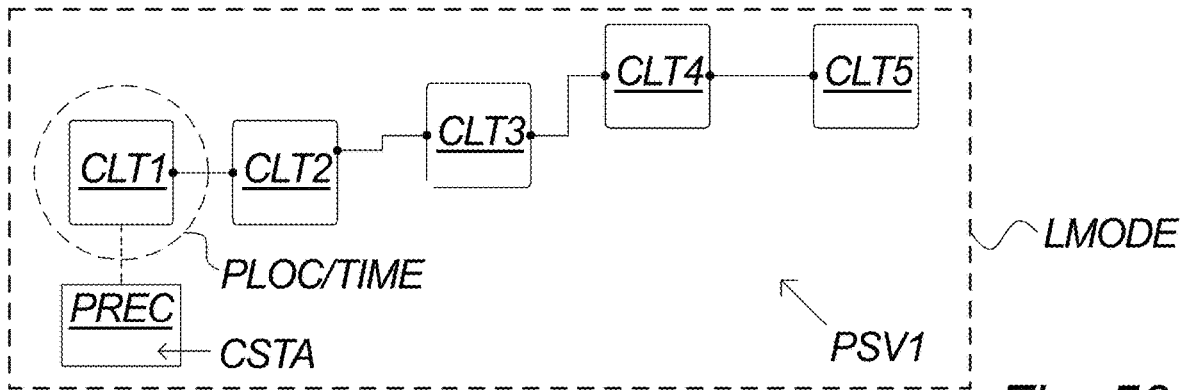 CLT4 CLT5
CLT3
CLT1 CLT2
LMODE
PLOC/TIME
PREC
CSTA
PSV1